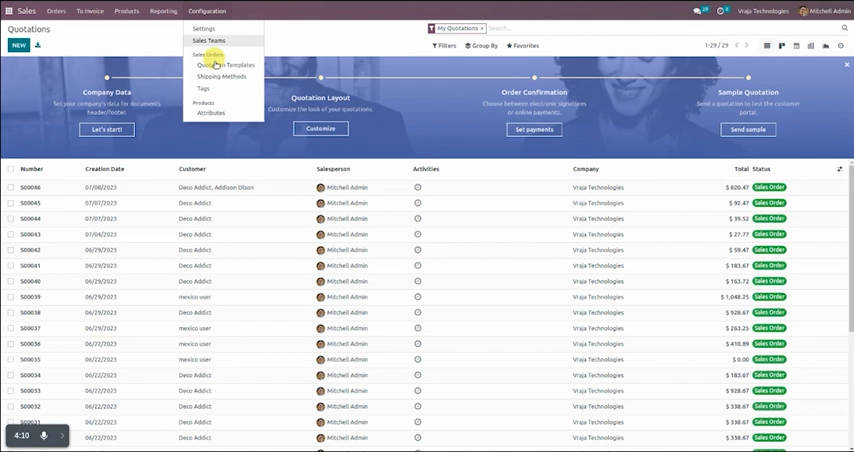 Sales Orders To Invoice Products Reporting Configuration 29 29 Vraja Technologies Mitchell Admin
Quotations
NEW
My Quotations × Search...
Filters Group By Favorites 1-29 / 29
Settings
Sales Teams
Sales Orders
Quotation Templates
Shipping Methods
Tags
Products
Attributes
Company Data
Set your company's data for documents
header/footer.
Let's start!
Quotation Layout
Customize the look of your quotations.
Customize
Order Confirmation
Choose between electronic signatures
or online payments.
Set payments
Sample Quotation
Send a quotation to test the customer
portal.
Send sample
Number Creation Date Customer Salesperson Activities Company Total Status
S00046 07/08/2023 Deco Addict, Addison Olson Mitchell Admin Vraja Technologies $ 820.47 Sales Order
S00045 07/07/2023 Deco Addict Mitchell Admin Vraja Technologies $ 92.47 Sales Order
S00044 07/07/2023 Deco Addict Mitchell Admin Vraja Technologies $ 39.52 Sales Order
S00043 07/04/2023 Deco Addict Mitchell Admin Vraja Technologies $ 27.77 Sales Order
S00042 06/29/2023 Deco Addict Mitchell Admin Vraja Technologies $ 59.47 Sales Order
S00041 06/29/2023 Deco Addict Mitchell Admin Vraja Technologies $ 183.67 Sales Order
S00040 06/29/2023 Deco Addict Mitchell Admin Vraja Technologies $ 163.72 Sales Order
S00039 06/29/2023 mexico user Mitchell Admin Vraja Technologies $ 1,048.25 Sales Order
S00038 06/29/2023 Deco Addict Mitchell Admin Vraja Technologies $ 928.67 Sales Order
S00037 06/29/2023 mexico user Mitchell Admin Vraja Technologies $ 263.25 Sales Order
S00036 06/22/2023 mexico user Mitchell Admin Vraja Technologies $ 410.89 Sales Order
S00035 06/22/2023 mexico user Mitchell Admin Vraja Technologies $ 0.00 Sales Order
S00034 06/22/2023 Deco Addict Mitchell Admin Vraja Technologies $ 183.67 Sales Order
S00033 06/22/2023 Deco Addict Mitchell Admin Vraja Technologies $ 928.67 Sales Order
S00032 06/22/2023 Deco Addict Mitchell Admin Vraja Technologies $ 338.67 Sales Order
06/22/2023 Deco Addict Mitchell Admin Vraja Technologies $ 338.67 Sales Order
06/22/2023 Deco Addict Mitchell Admin Vraja Technologies $ 338.67 Sales Order
4:10